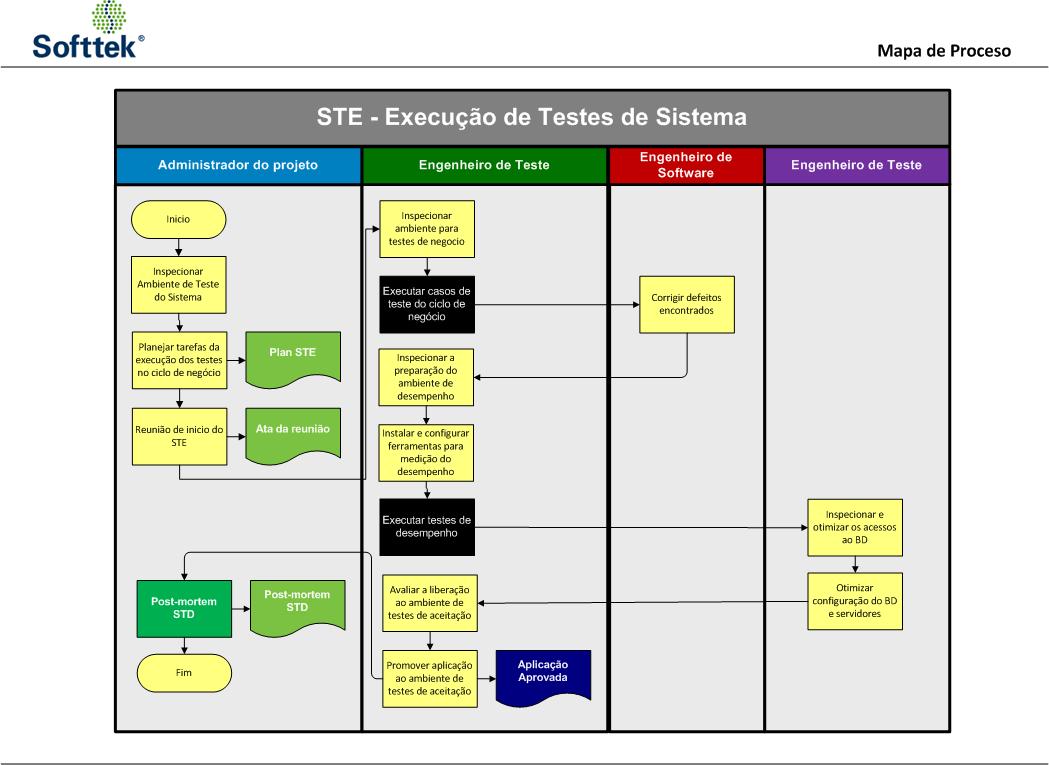 Softtek®
Mapa de Proceso
STE - Execução de Testes de Sistema
Administrador do projeto
Engenheiro de Teste
Engenheiro de
Software
Engenheiro de Teste
Inicio
Inspecionar
Ambiente de Teste
do Sistema
Planejar tarefas da
execução dos testes
no ciclo de negócio
Plan STE
Reunião de inicio do
STE
Ata da reunião
Inspecionar
ambiente para
testes de negocio
Executar casos de
teste do ciclo de
negócio
Corrigir defeitos
encontrados
Inspecionar a
preparação do
ambiente de
desempenho
Instalar e configurar
ferramentas para
medição do
desempenho
Executar testes de
desempenho
Inspecionar e
otimizar os acessos
ao BD
Otimizar
configuração do BD
e servidores
Avaliar a liberação
ao ambiente de
testes de aceitação
Promover aplicação
ao ambiente de
testes de aceitação
Aplicação
Aprovada
Post-mortem
STD
Post-mortem
STD
Fim